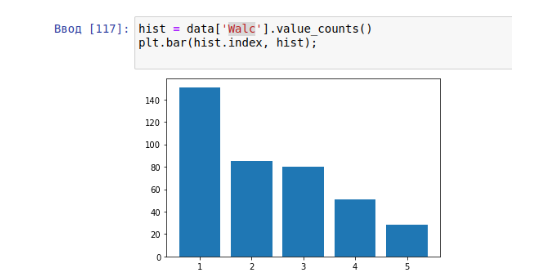 Ввод [117]: hist = data['Walc'].value_counts()
plt.bar(hist.index, hist);
140
120
100
80
60
40
20
0
1 2 3 4 5